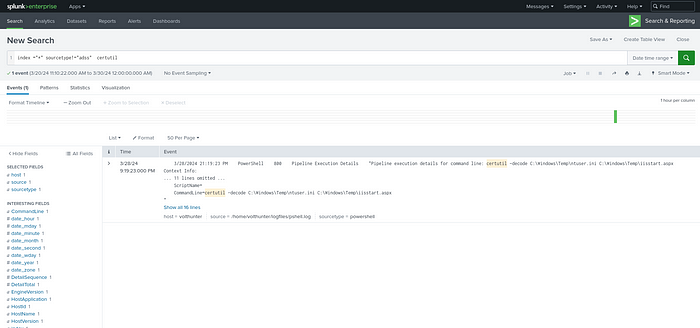 splunk>enterprise Apps Messages Settings Activity Help Find
Search Analytics Datasets Reports Alerts Dashboards Search & Reporting
New Search Save As Create Table View Close
1 index ="*" sourcetype!="adss" certutil Date time range
1 event (3/20/24 11:10:22.000 AM to 3/30/24 12:00:00.000 AM) No Event Sampling Job Smart Mode
Events (1) Patterns Statistics Visualization
Format Timeline — Zoom Out + Zoom to Selection × Deselect 1 hour per column
List Format 50 Per Page
< Hide Fields All Fields i Time Event
SELECTED FIELDS
a host 1
a source 1
a sourcetype 1
INTERESTING FIELDS
a CommandLine 1
# date_hour 1
# date_mday 1
# date_minute 1
a date_month 1
# date_second 1
a date_wday 1
# date_year 1
a date_zone 1
# DetailSequence 1
# DetailTotal 1
a EngineVersion 1
a HostApplication 1
a HostId 1
a HostName 1
a HostVersion 1
> 3/28/24 9:19:23.000 PM
3/28/2024 21:19:23 PM PowerShell 800 Pipeline Execution Details "Pipeline execution details for command line: certutil -decode C:\Windows\Temp\ntuser.ini C:\Windows\Temp\iisstart.aspx
Context Info:
... 11 lines omitted ...
ScriptName=
CommandLine=certutil -decode C:\Windows\Temp\ntuser.ini C:\Windows\Temp\iisstart.aspx
"
Show all 16 lines
host = volthunter source = /home/volthunter/logfiles/pshell.log sourcetype = powershell